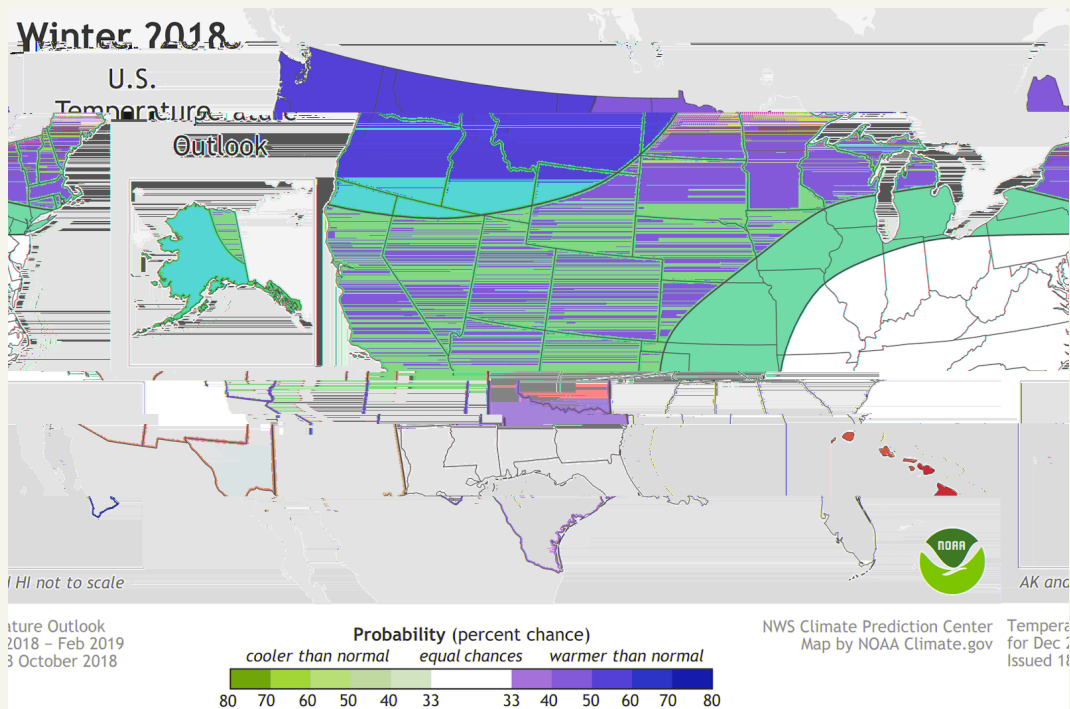 Winter 2018
U.S.
Temperature
Outlook
NOAA
HI not to scale
AK and
ature Outlook
2018 – Feb 2019
October 2018
Probability (percent chance)
cooler than normal equal chances warmer than normal
80 70 60 50 40 33 33 40 50 60 70 80
NWS Climate Prediction Center
Map by NOAA Climate.gov
Tempera
for Dec 2
Issued 18